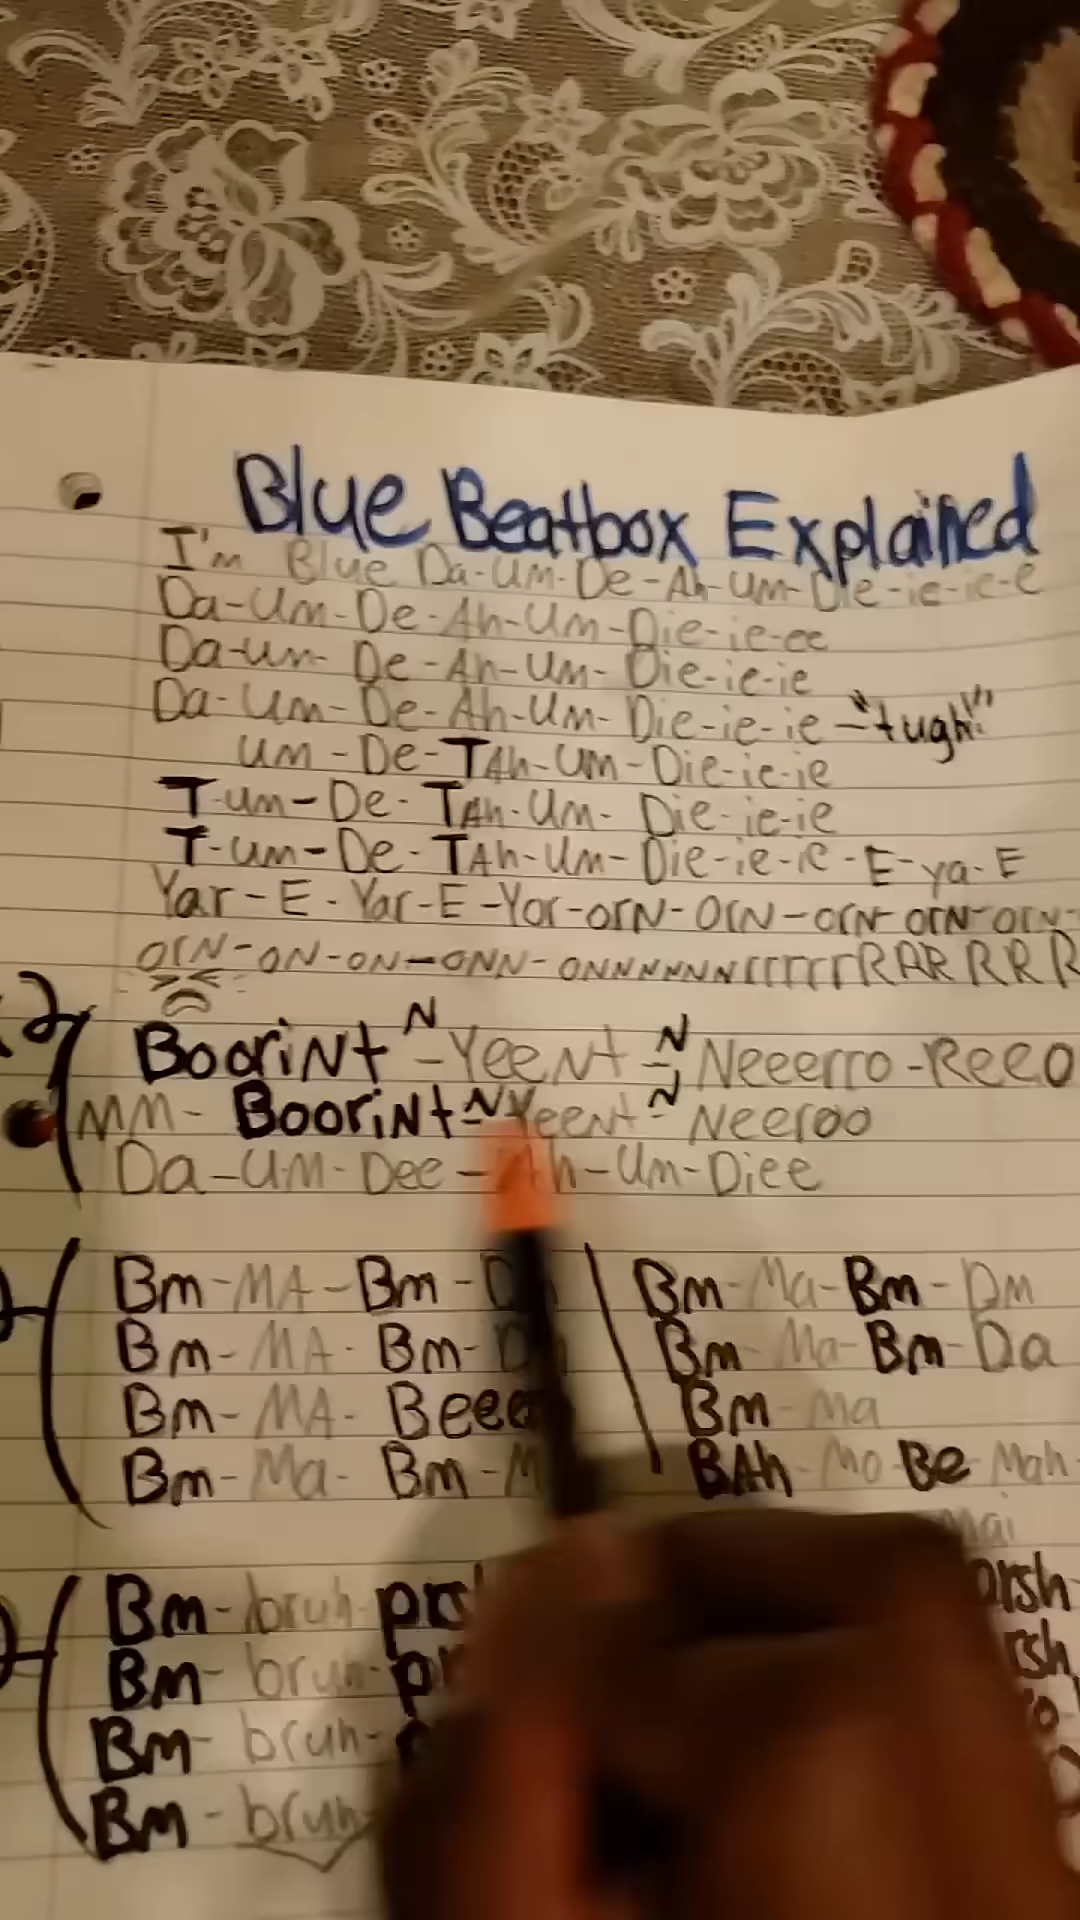 Blue Beatbox Explained
I'm Blue Da-Um-De-Ah-Um-Die-ie-ie-e
Da-Um-De-Ah-Um-Die-ie-ee
Da-um- De-Ah-Um-Die-ie-ie
Da-Um-De-Ah-Um-Die-ie-ie-"tugh!"
um-De-TAh-um-Die-ie-ie
T-um-De-TAh-Um-Die-ie-ie
T-um-De-TAh-Um-Die-ie-ie-E-ya-E
Yar-E-Yar-E-Yor-orN-OrN-orN-orN-orN-
orN-oN-oN-oNN-oNNNNNNrrrrrrRARRRR
2
BooriNt N-YeeNt-N Neeerro-Reeo
MM-BooriNt-N Yeent-N Neeroo
Da-UM-Dee-Ah-Um-Diee
Bm-MA-Bm- Bm-Ma-Bm-Dm
Bm-MA-Bm- Bm-Ma-Bm-Da
Bm-MA- Bm-Ma
Bm-Ma-Bm- BAh-Mo-Be-Mah-
Mai
Bm-bruh-
Bm-bruh-
Bm-bruh-
Bm-bruh-